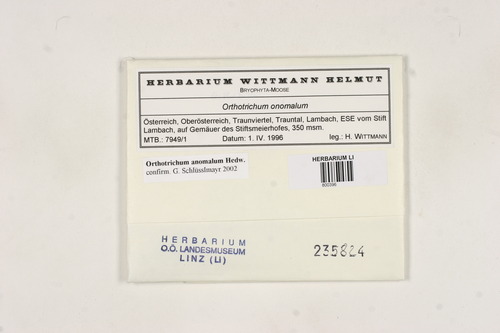 HERBARIUM WITTMANN HELMUT
BRYOPHYTA-MOOSE
Orthotrichum anomalum
Österreich, Oberösterreich, Traunviertel, Trauntal, Lambach, ESE vom Stift
Lambach, auf Gemäuer des Stiftsmeierhofes, 350 msm.
MTB.: 7949/1 Datum: 1. IV. 1996 leg.: H. WITTMANN
Orthotrichum anomalum Hedw.
confirm. G. Schlüsslmayr 2002
HERBARIUM LI
600396
HERBARIUM
O.Ö. LANDESMUSEUM
LINZ (LI)
235824